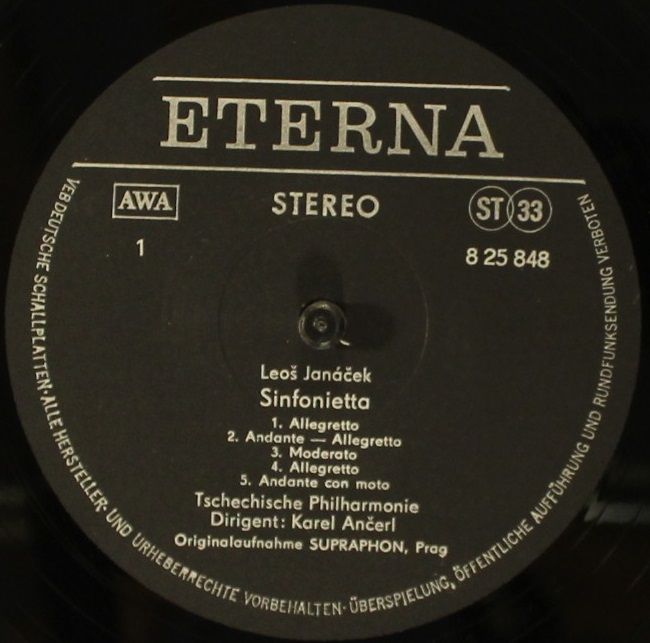 ETERNA
AWA
STEREO
ST 33
1
8 25 848
Leoš Janáček
Sinfonietta
1. Allegretto
2. Andante — Allegretto
3. Moderato
4. Allegretto
5. Andante con moto
Tschechische Philharmonie
Dirigent: Karel Ančerl
Originalaufnahme SUPRAPHON, Prag
VEB DEUTSCHE SCHALLPLATTEN · ALLE HERSTELLER- UND URHEBERRECHTE VORBEHALTEN · ÜBERSPIELUNG, ÖFFENTLICHE AUFFÜHRUNG UND RUNDFUNKSENDUNG VERBOTEN